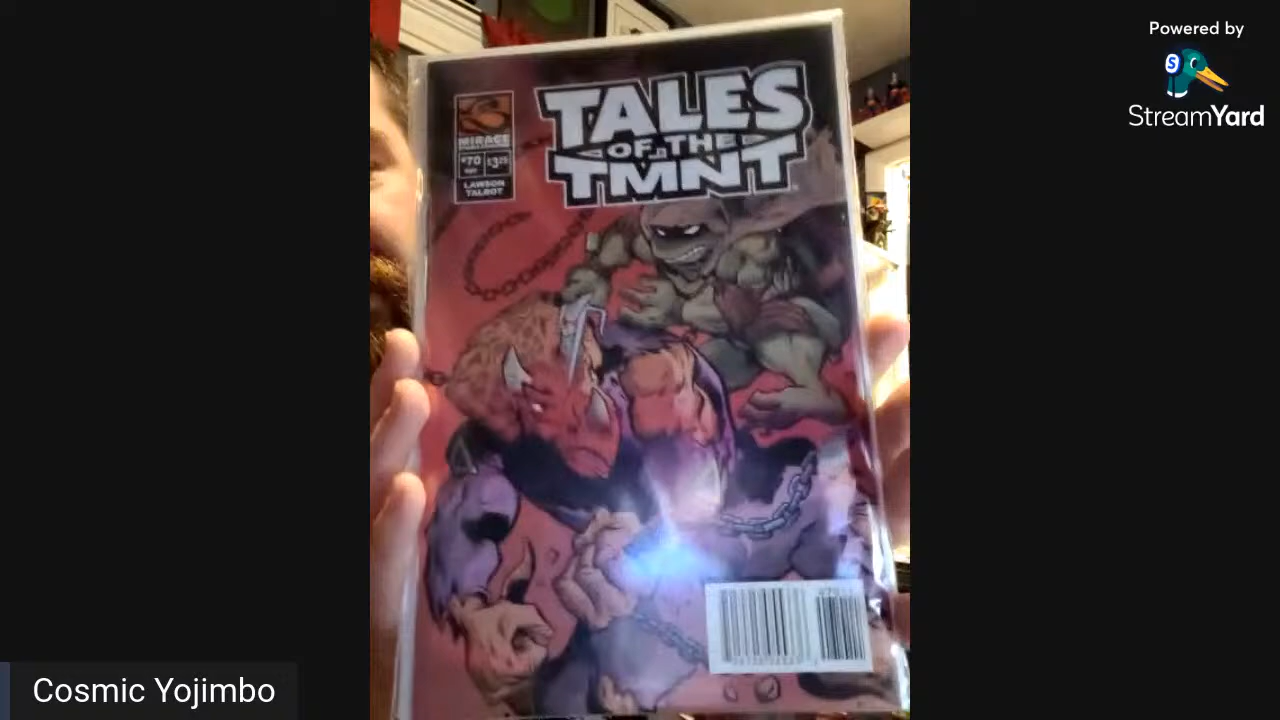 Powered by
StreamYard
TALES
OF THE
TMNT
MIRAGE
#70
$3.25
LAWSON
TALBOT
Cosmic Yojimbo